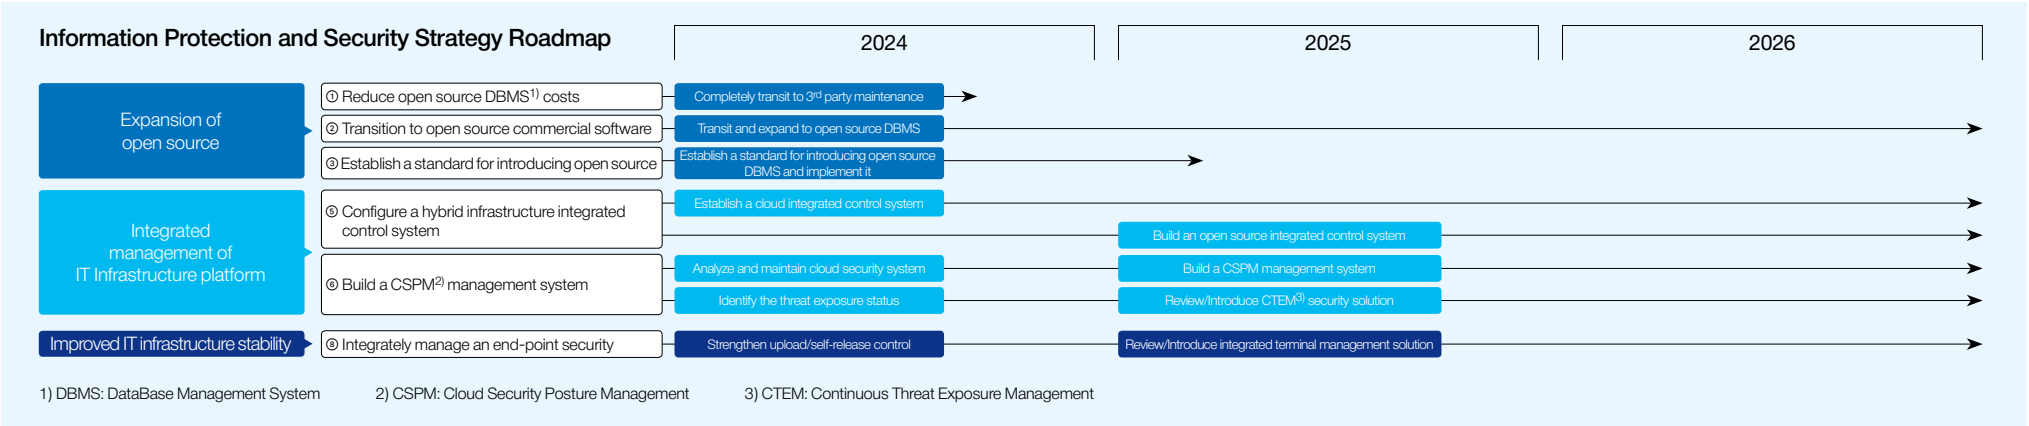 Information Protection and Security Strategy Roadmap
2024
2025
2026
Expansion of
open source
① Reduce open source DBMS1) costs
Completely transit to 3rd party maintenance
② Transition to open source commercial software
Transit and expand to open source DBMS
③ Establish a standard for introducing open source
Establish a standard for introducing open source
DBMS and implement it
Integrated
management of
IT Infrastructure platform
⑤ Configure a hybrid infrastructure integrated
control system
Establish a cloud integrated control system
Build an open source integrated control system
⑥ Build a CSPM2) management system
Analyze and maintain cloud security system
Build a CSPM management system
Identify the threat exposure status
Review/Introduce CTEM3) security solution
Improved IT infrastructure stability
⑧ Integrately manage an end-point security
Strengthen upload/self-release control
Review/Introduce integrated terminal management solution
1) DBMS: DataBase Management System
2) CSPM: Cloud Security Posture Management
3) CTEM: Continuous Threat Exposure Management